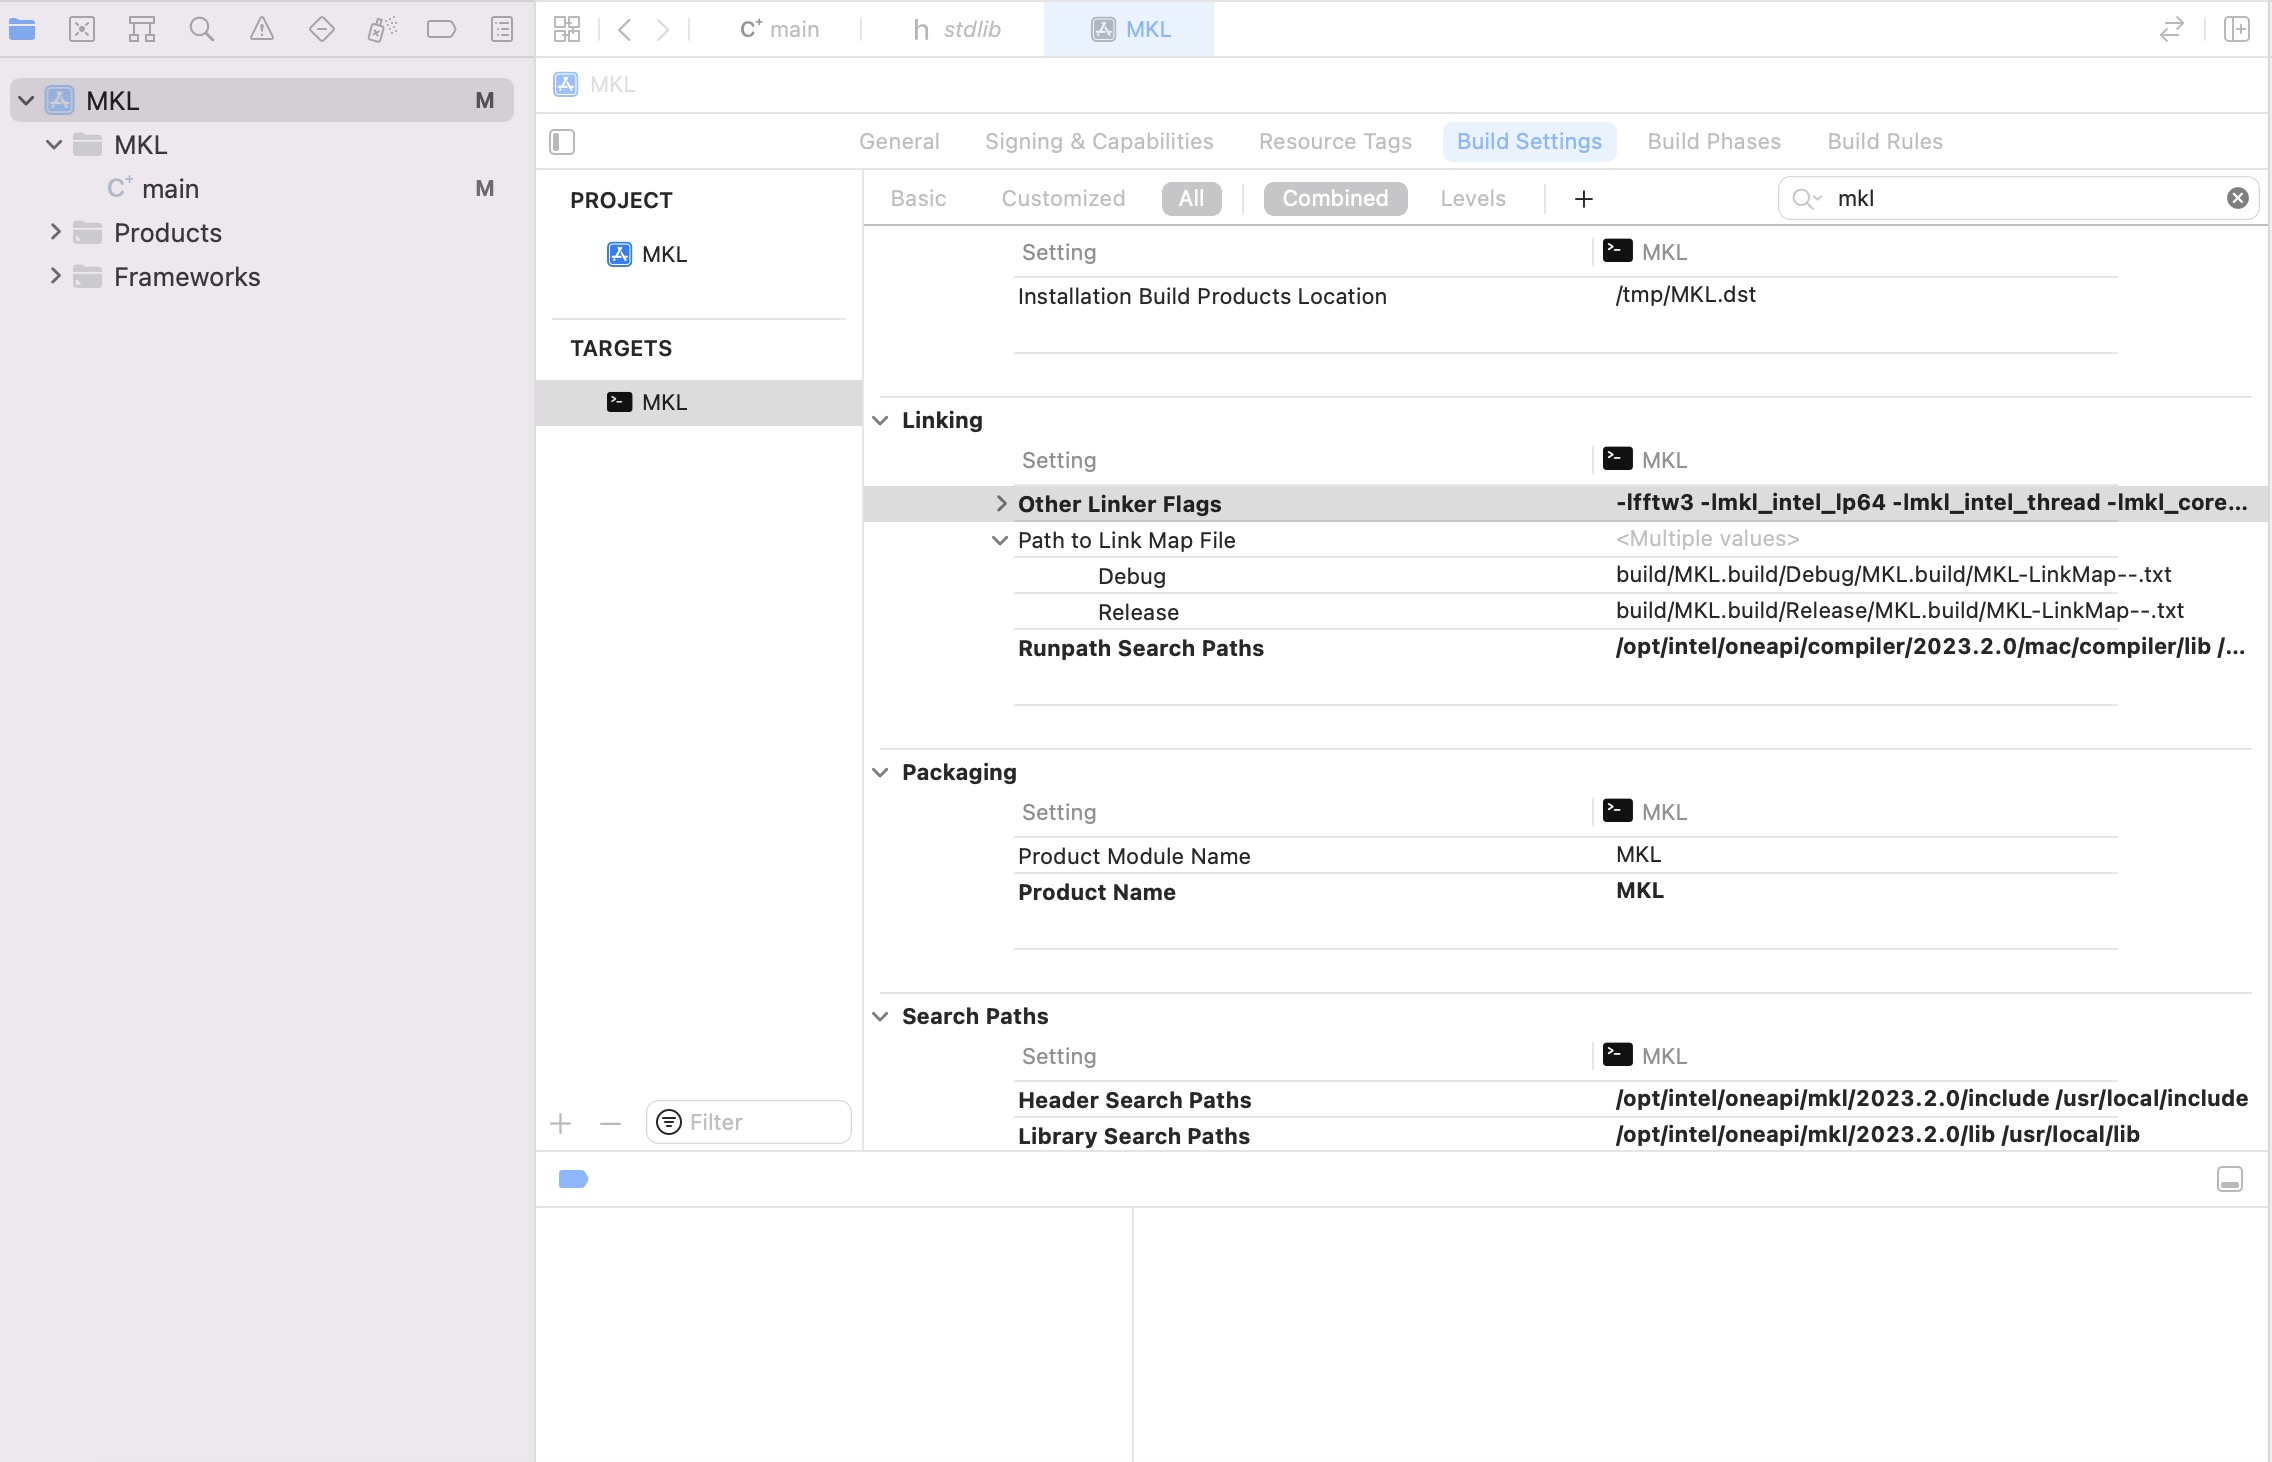 C+ main
h stdlib
MKL
MKL
MKL M
MKL
C+ main M
Products
Frameworks
General Signing & Capabilities Resource Tags Build Settings Build Phases Build Rules
PROJECT
MKL
TARGETS
MKL
Filter
Basic Customized All Combined Levels + mkl
Setting MKL
Installation Build Products Location /tmp/MKL.dst
Linking
Setting MKL
Other Linker Flags -lfftw3 -lmkl_intel_lp64 -lmkl_intel_thread -lmkl_core...
Path to Link Map File <Multiple values>
Debug build/MKL.build/Debug/MKL.build/MKL-LinkMap--.txt
Release build/MKL.build/Release/MKL.build/MKL-LinkMap--.txt
Runpath Search Paths /opt/intel/oneapi/compiler/2023.2.0/mac/compiler/lib /...
Packaging
Setting MKL
Product Module Name MKL
Product Name MKL
Search Paths
Setting MKL
Header Search Paths /opt/intel/oneapi/mkl/2023.2.0/include /usr/local/include
Library Search Paths /opt/intel/oneapi/mkl/2023.2.0/lib /usr/local/lib